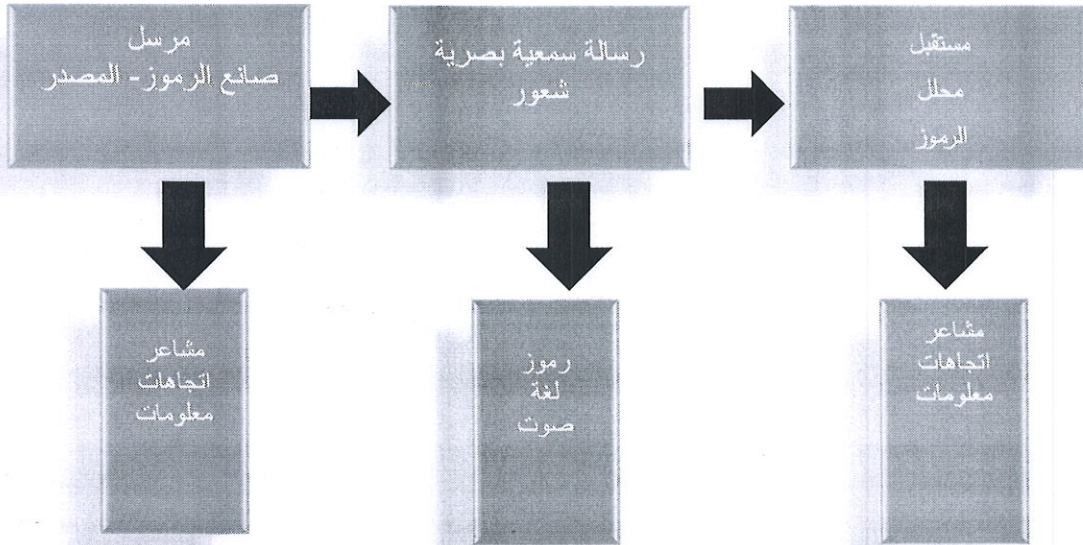 مرسل
صانع الرموز- المصدر
رسالة سمعية بصرية
شعور
مستقبل
محلل
الرموز
مشاعر
اتجاهات
معلومات
رموز
لغة
صوت
مشاعر
اتجاهات
معلومات